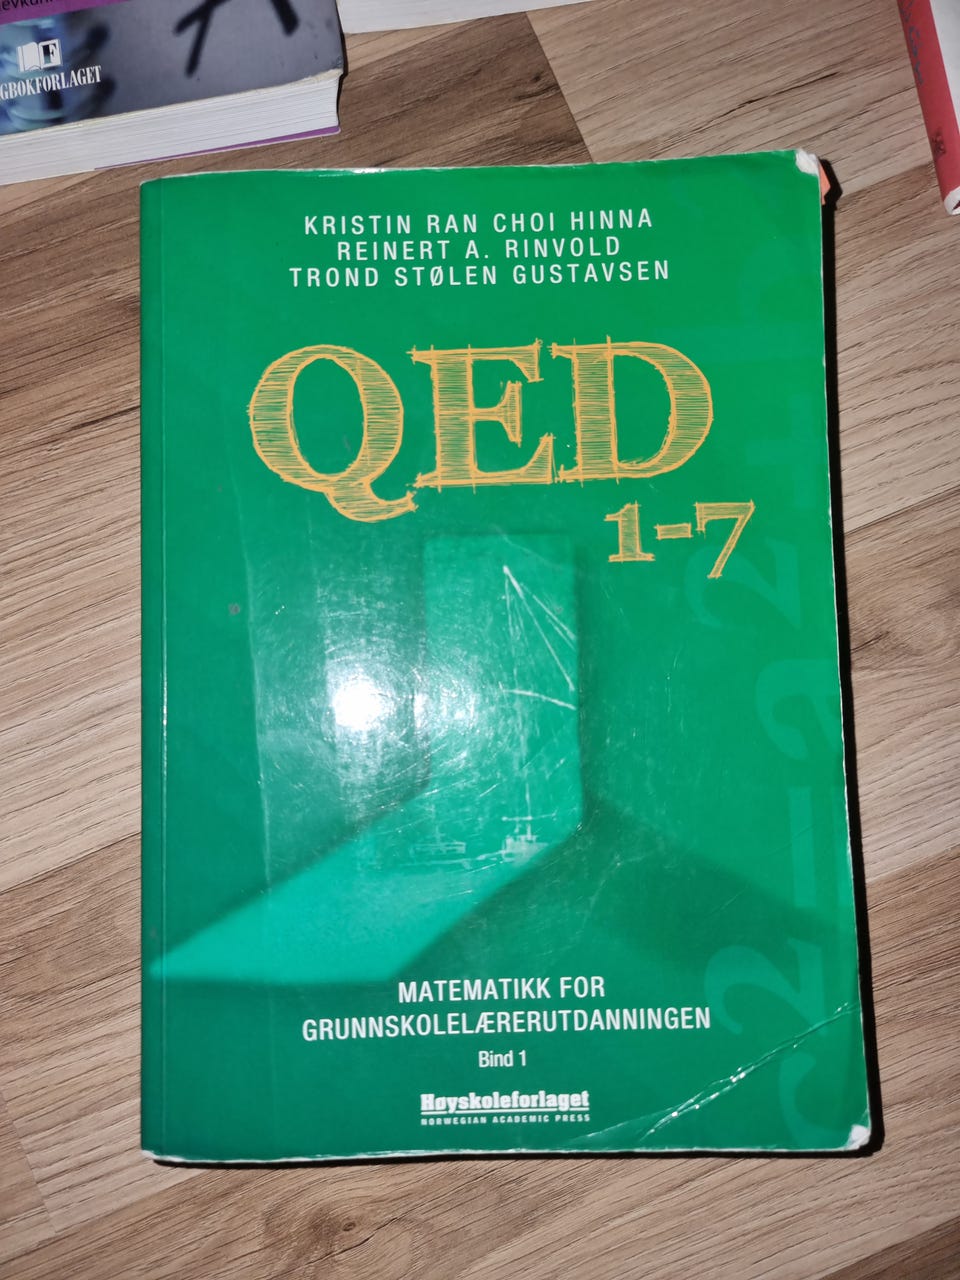 GBOKFORLAGET
KRISTIN RAN CHOI HINNA
REINERT A. RINVOLD
TROND STØLEN GUSTAVSEN
QED
1-7
MATEMATIKK FOR
GRUNNSKOLELÆRERUTDANNINGEN
Bind 1
Høyskoleforlaget
NORWEGIAN ACADEMIC PRESS